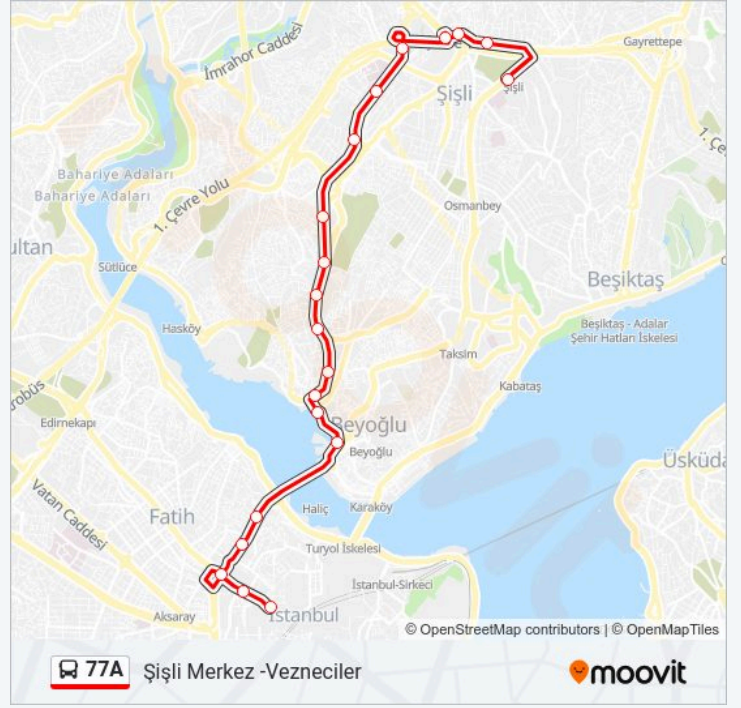 İmrahor Caddesi
Gayrettepe
Şişli
Şişli
1. Çe
Bahariye Adaları
Bahariye Adaları
1. Çevre Yolu
Osmanbey
ultan
Sütlüce
Beşiktaş
Hasköy
Beşiktaş - Adalar
Şehir Hatları İskelesi
Taksim
Kabataş
robüs
Edirnekapı
Beyoğlu
Beyoğlu
Üsküda
Vatan Caddesi
Fatih
Haliç
Karaköy
Turyol İskelesi
İstanbul-Sirkeci
Aksaray
İstanbul
© OpenStreetMap contributors | © OpenMapTiles
77A Şişli Merkez -Vezneciler
moovit